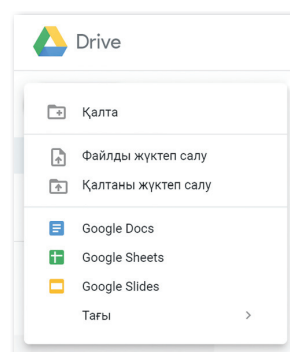 Drive
Қалта
Файлды жүктеп салу
Қалтаны жүктеп салу
Google Docs
Google Sheets
Google Slides
Тағы